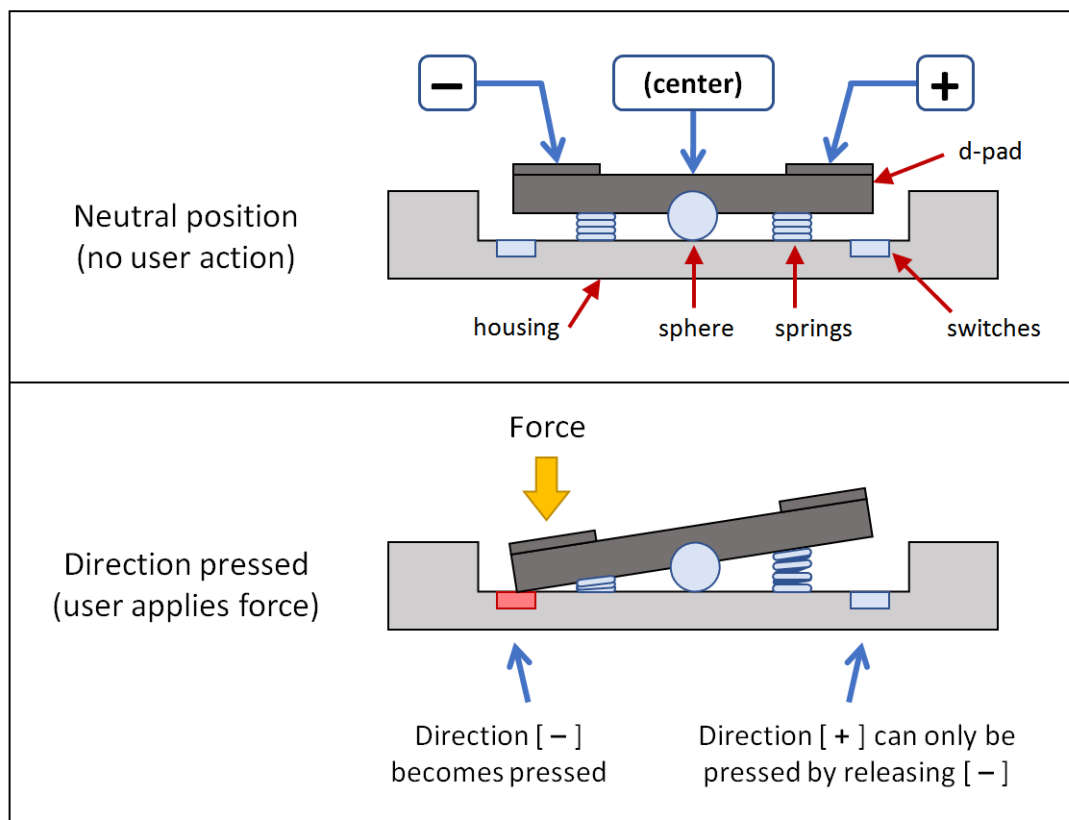 −
(center)
+
d-pad
Neutral position
(no user action)
housing
sphere
springs
switches
Force
Direction pressed
(user applies force)
Direction [ − ]
becomes pressed
Direction [ + ] can only be
pressed by releasing [ − ]